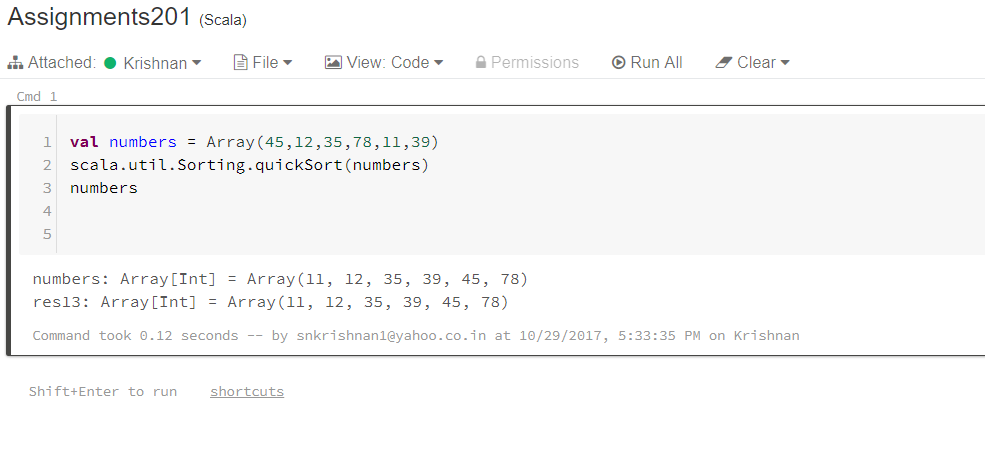 Assignments201 (Scala)
Attached: Krishnan File View: Code Permissions Run All Clear
Cmd 1
1 val numbers = Array(45,12,35,78,11,39)
2 scala.util.Sorting.quickSort(numbers)
3 numbers
4
5
numbers: Array[Int] = Array(11, 12, 35, 39, 45, 78)
res13: Array[Int] = Array(11, 12, 35, 39, 45, 78)
Command took 0.12 seconds -- by snkrishnan1@yahoo.co.in at 10/29/2017, 5:33:35 PM on Krishnan
Shift+Enter to run shortcuts